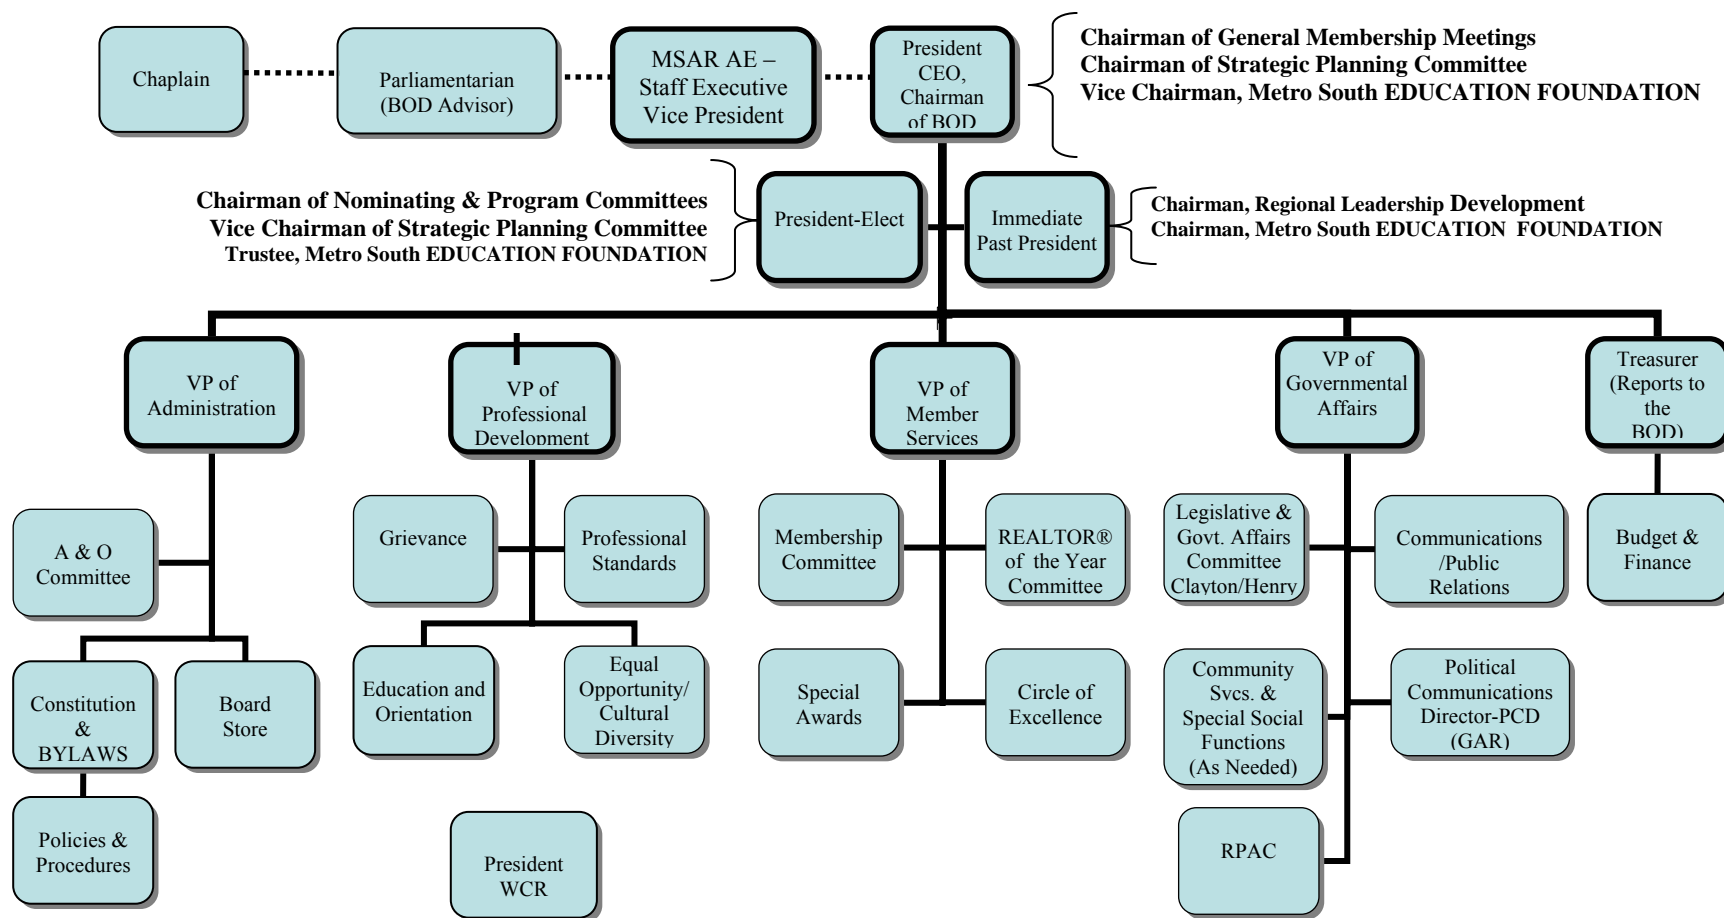 Chaplain
Parliamentarian
(BOD Advisor)
MSAR AE –
Staff Executive
Vice President
President
CEO,
Chairman
of BOD
Chairman of General Membership Meetings
Chairman of Strategic Planning Committee
Vice Chairman, Metro South EDUCATION FOUNDATION
Chairman of Nominating & Program Committees
Vice Chairman of Strategic Planning Committee
Trustee, Metro South EDUCATION FOUNDATION
President-Elect
Immediate
Past President
Chairman, Regional Leadership Development
Chairman, Metro South EDUCATION FOUNDATION
VP of
Administration
VP of
Professional
Development
VP of
Member
Services
VP of
Governmental
Affairs
Treasurer
(Reports to
the
BOD)
A & O
Committee
Grievance
Professional
Standards
Membership
Committee
REALTOR®
of the Year
Committee
Legislative &
Govt. Affairs
Committee
Clayton/Henry
Communications
/Public
Relations
Budget &
Finance
Constitution
&
BYLAWS
Board
Store
Education and
Orientation
Equal
Opportunity/
Cultural
Diversity
Special
Awards
Circle of
Excellence
Community
Svcs. &
Special Social
Functions
(As Needed)
Political
Communications
Director-PCD
(GAR)
Policies &
Procedures
President
WCR
RPAC